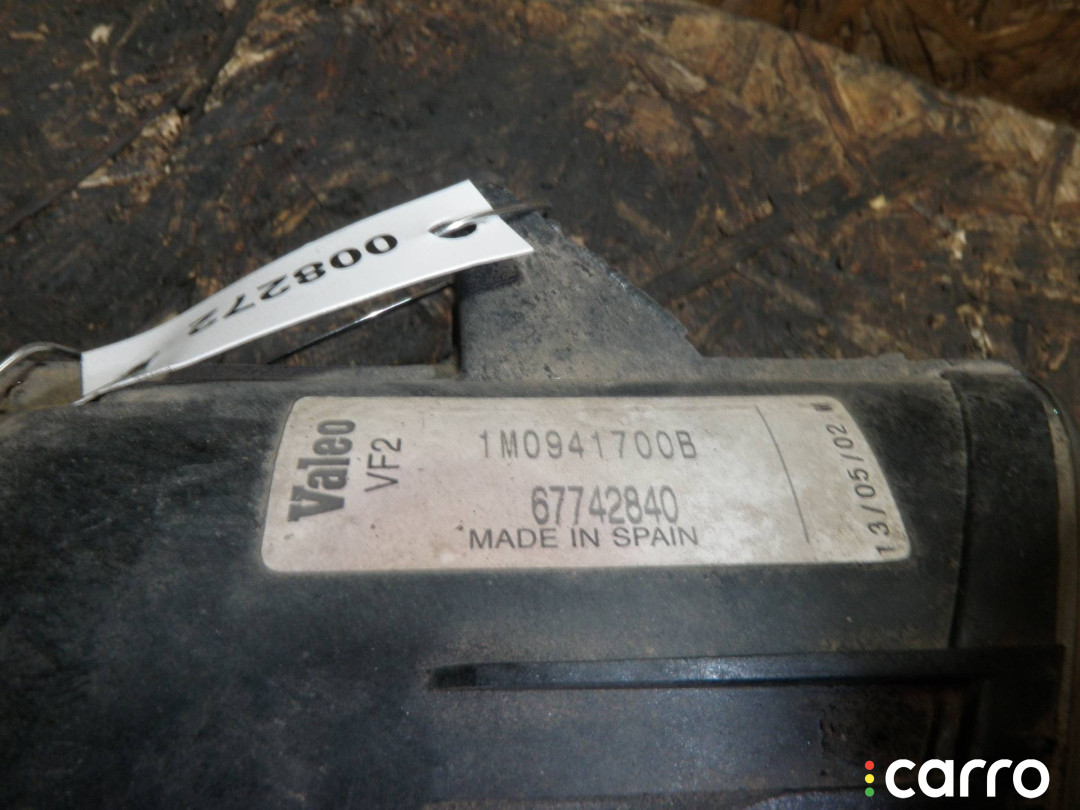 008272
Valeo
VF2
1M0941700B
67742840
MADE IN SPAIN
13/05/02 M
carro